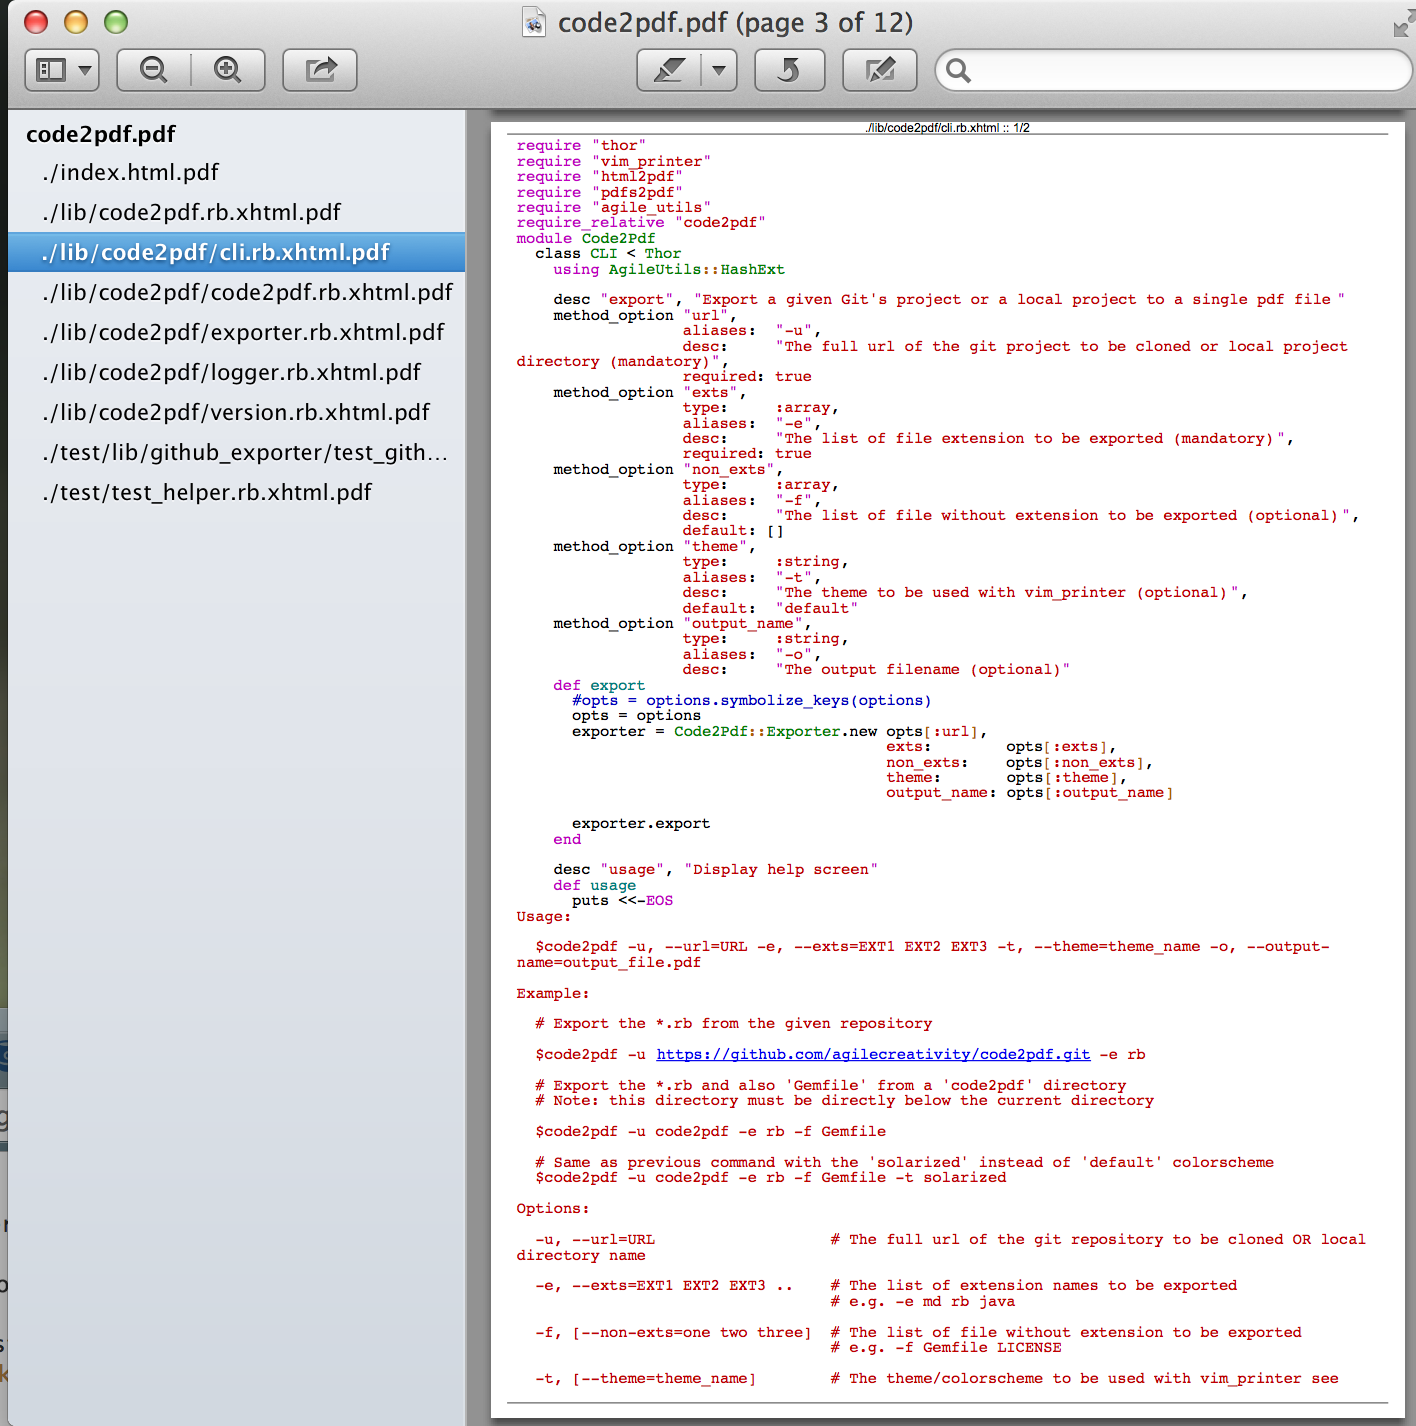 code2pdf.pdf (page 3 of 12)
code2pdf.pdf
./index.html.pdf
./lib/code2pdf.rb.xhtml.pdf
./lib/code2pdf/cli.rb.xhtml.pdf
./lib/code2pdf/code2pdf.rb.xhtml.pdf
./lib/code2pdf/exporter.rb.xhtml.pdf
./lib/code2pdf/logger.rb.xhtml.pdf
./lib/code2pdf/version.rb.xhtml.pdf
./test/lib/github_exporter/test_gith...
./test/test_helper.rb.xhtml.pdf
./lib/code2pdf/cli.rb.xhtml :: 1/2
require "thor"
require "vim_printer"
require "html2pdf"
require "pdfs2pdf"
require "agile_utils"
require_relative "code2pdf"
module Code2Pdf
  class CLI < Thor
    using AgileUtils::HashExt
    desc "export", "Export a given Git's project or a local project to a single pdf file "
    method_option "url",
                  aliases:  "-u",
                  desc:     "The full url of the git project to be cloned or local project
directory (mandatory)",
                  required: true
    method_option "exts",
                  type:     :array,
                  aliases:  "-e",
                  desc:     "The list of file extension to be exported (mandatory)",
                  required: true
    method_option "non_exts",
                  type:     :array,
                  aliases:  "-f",
                  desc:     "The list of file without extension to be exported (optional)",
                  default: []
    method_option "theme",
                  type:     :string,
                  aliases:  "-t",
                  desc:     "The theme to be used with vim_printer (optional)",
                  default:  "default"
    method_option "output_name",
                  type:     :string,
                  aliases:  "-o",
                  desc:     "The output filename (optional)"
    def export
      #opts = options.symbolize_keys(options)
      opts = options
      exporter = Code2Pdf::Exporter.new opts[:url],
                                        exts:        opts[:exts],
                                        non_exts:    opts[:non_exts],
                                        theme:       opts[:theme],
                                        output_name: opts[:output_name]
      exporter.export
    end
    desc "usage", "Display help screen"
    def usage
      puts <<-EOS
Usage:
  $code2pdf -u, --url=URL -e, --exts=EXT1 EXT2 EXT3 -t, --theme=theme_name -o, --output-
name=output_file.pdf
Example:
  # Export the *.rb from the given repository
  $code2pdf -u https://github.com/agilecreativity/code2pdf.git -e rb
  # Export the *.rb and also 'Gemfile' from a 'code2pdf' directory
  # Note: this directory must be directly below the current directory
  $code2pdf -u code2pdf -e rb -f Gemfile
  # Same as previous command with the 'solarized' instead of 'default' colorscheme
  $code2pdf -u code2pdf -e rb -f Gemfile -t solarized
Options:
  -u, --url=URL                   # The full url of the git repository to be cloned OR local
directory name
  -e, --exts=EXT1 EXT2 EXT3 ..    # The list of extension names to be exported
                                  # e.g. -e md rb java
  -f, [--non-exts=one two three]  # The list of file without extension to be exported
                                  # e.g. -f Gemfile LICENSE
  -t, [--theme=theme_name]        # The theme/colorscheme to be used with vim_printer see